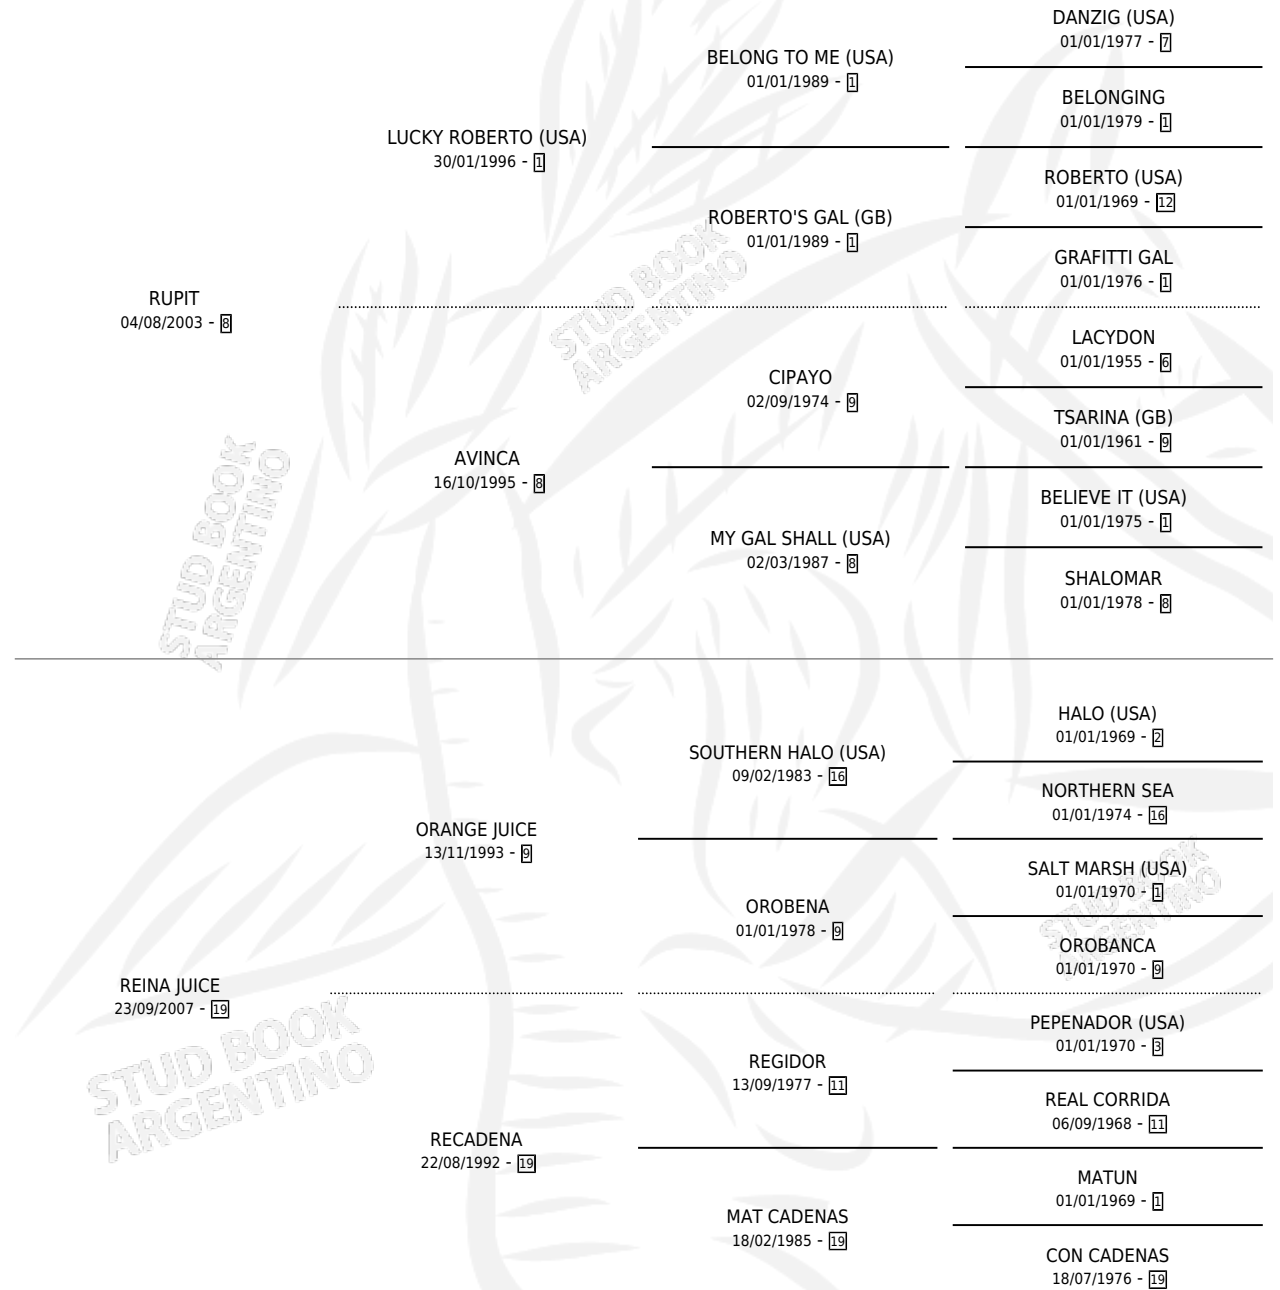 DANZIG (USA)
01/01/1977 - 7
BELONG TO ME (USA)
01/01/1989 - 1
BELONGING
01/01/1979 - 1
LUCKY ROBERTO (USA)
30/01/1996 - 1
ROBERTO (USA)
01/01/1969 - 12
ROBERTO'S GAL (GB)
01/01/1989 - 1
GRAFITTI GAL
01/01/1976 - 1
RUPIT
04/08/2003 - 8
LACYDON
01/01/1955 - 6
CIPAYO
02/09/1974 - 9
TSARINA (GB)
01/01/1961 - 9
AVINCA
16/10/1995 - 8
BELIEVE IT (USA)
01/01/1975 - 1
MY GAL SHALL (USA)
02/03/1987 - 8
SHALOMAR
01/01/1978 - 8
HALO (USA)
01/01/1969 - 2
SOUTHERN HALO (USA)
09/02/1983 - 16
NORTHERN SEA
01/01/1974 - 16
ORANGE JUICE
13/11/1993 - 9
SALT MARSH (USA)
01/01/1970 - 1
OROBENA
01/01/1978 - 9
OROBANCA
01/01/1970 - 9
REINA JUICE
23/09/2007 - 19
PEPENADOR (USA)
01/01/1970 - 3
REGIDOR
13/09/1977 - 11
REAL CORRIDA
06/09/1968 - 11
RECADENA
22/08/1992 - 19
MATUN
01/01/1969 - 1
MAT CADENAS
18/02/1985 - 19
CON CADENAS
18/07/1976 - 19
STUD BOOK
ARGENTINO
STUD BOOK
ARGENTINO
STUD BOOK
ARGENTINO
STUD BOOK
ARGENTINO